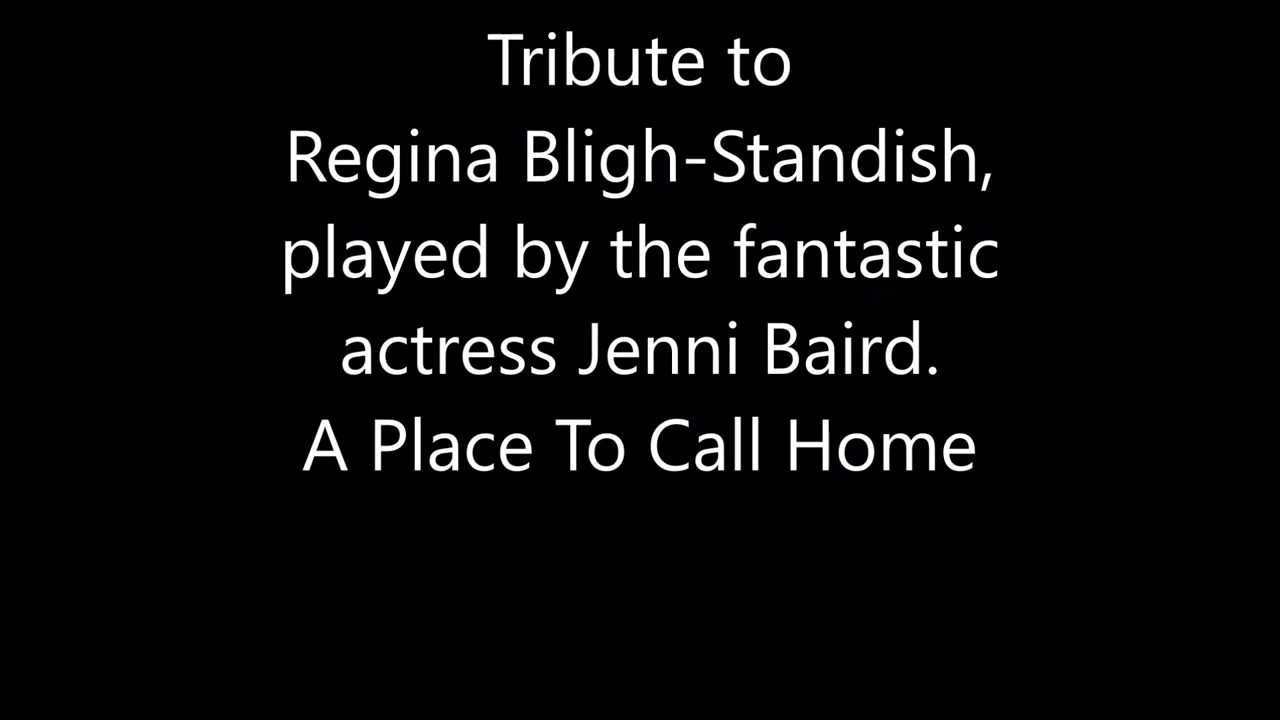 Tribute to
Regina Bligh-Standish,
played by the fantastic
actress Jenni Baird.
A Place To Call Home